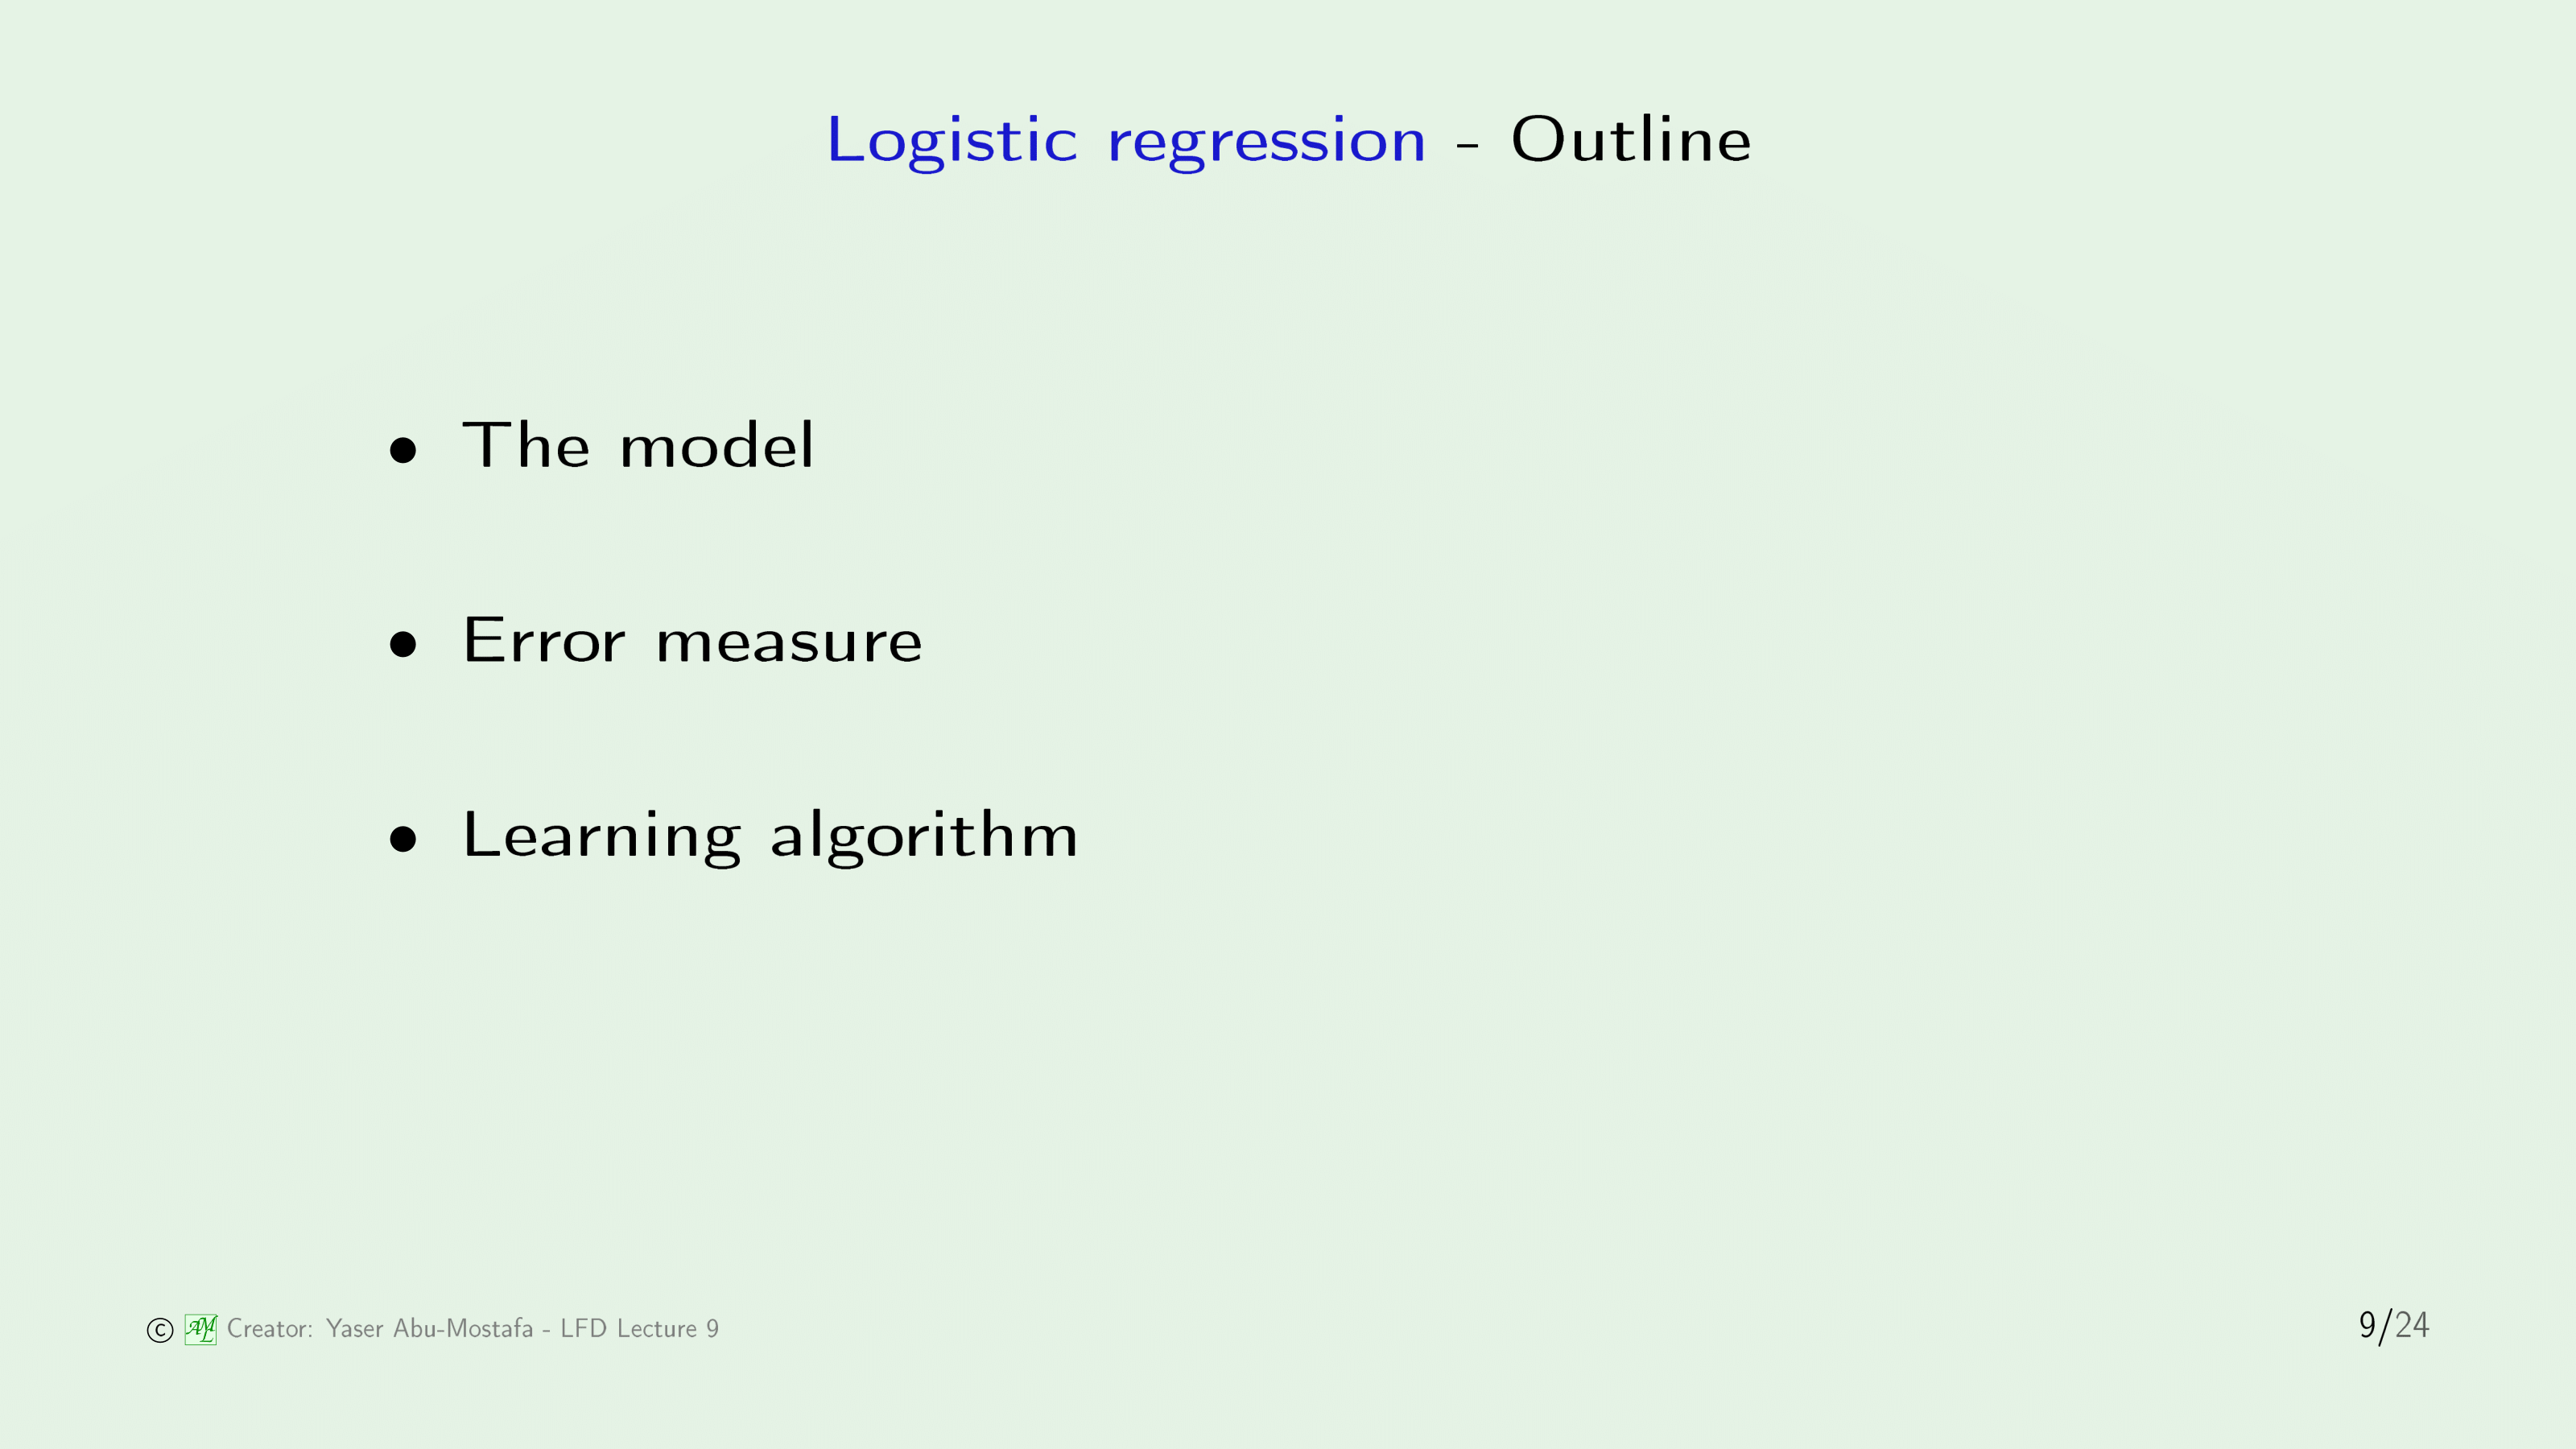 Logistic regression - Outline
• The model
• Error measure
• Learning algorithm
© AML Creator: Yaser Abu-Mostafa - LFD Lecture 9
9/24